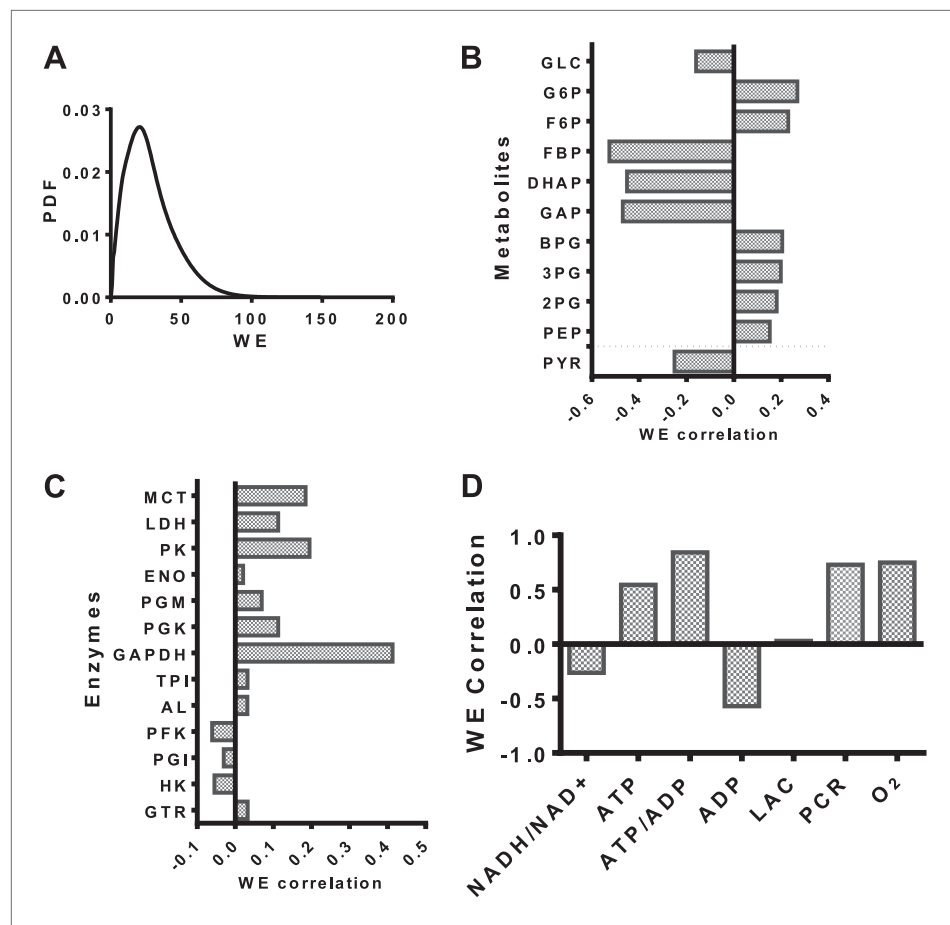 A
0.03
0.02
0.01
0.00
PDF
0
50
100
150
200
WE
B
Metabolites
GLC
G6P
F6P
FBP
DHAP
GAP
BPG
3PG
2PG
PEP
PYR
-0.6
-0.4
-0.2
0.0
0.2
0.4
WE correlation
C
Enzymes
MCT
LDH
PK
ENO
PGM
PGK
GAPDH
TPI
AL
PFK
PGI
HK
GTR
-0.1
0.0
0.1
0.2
0.3
0.4
0.5
WE correlation
D
WE Correlation
1.0
0.5
0.0
-0.5
-1.0
NADH/NAD+
ATP
ATP/ADP
ADP
LAC
PCR
O2